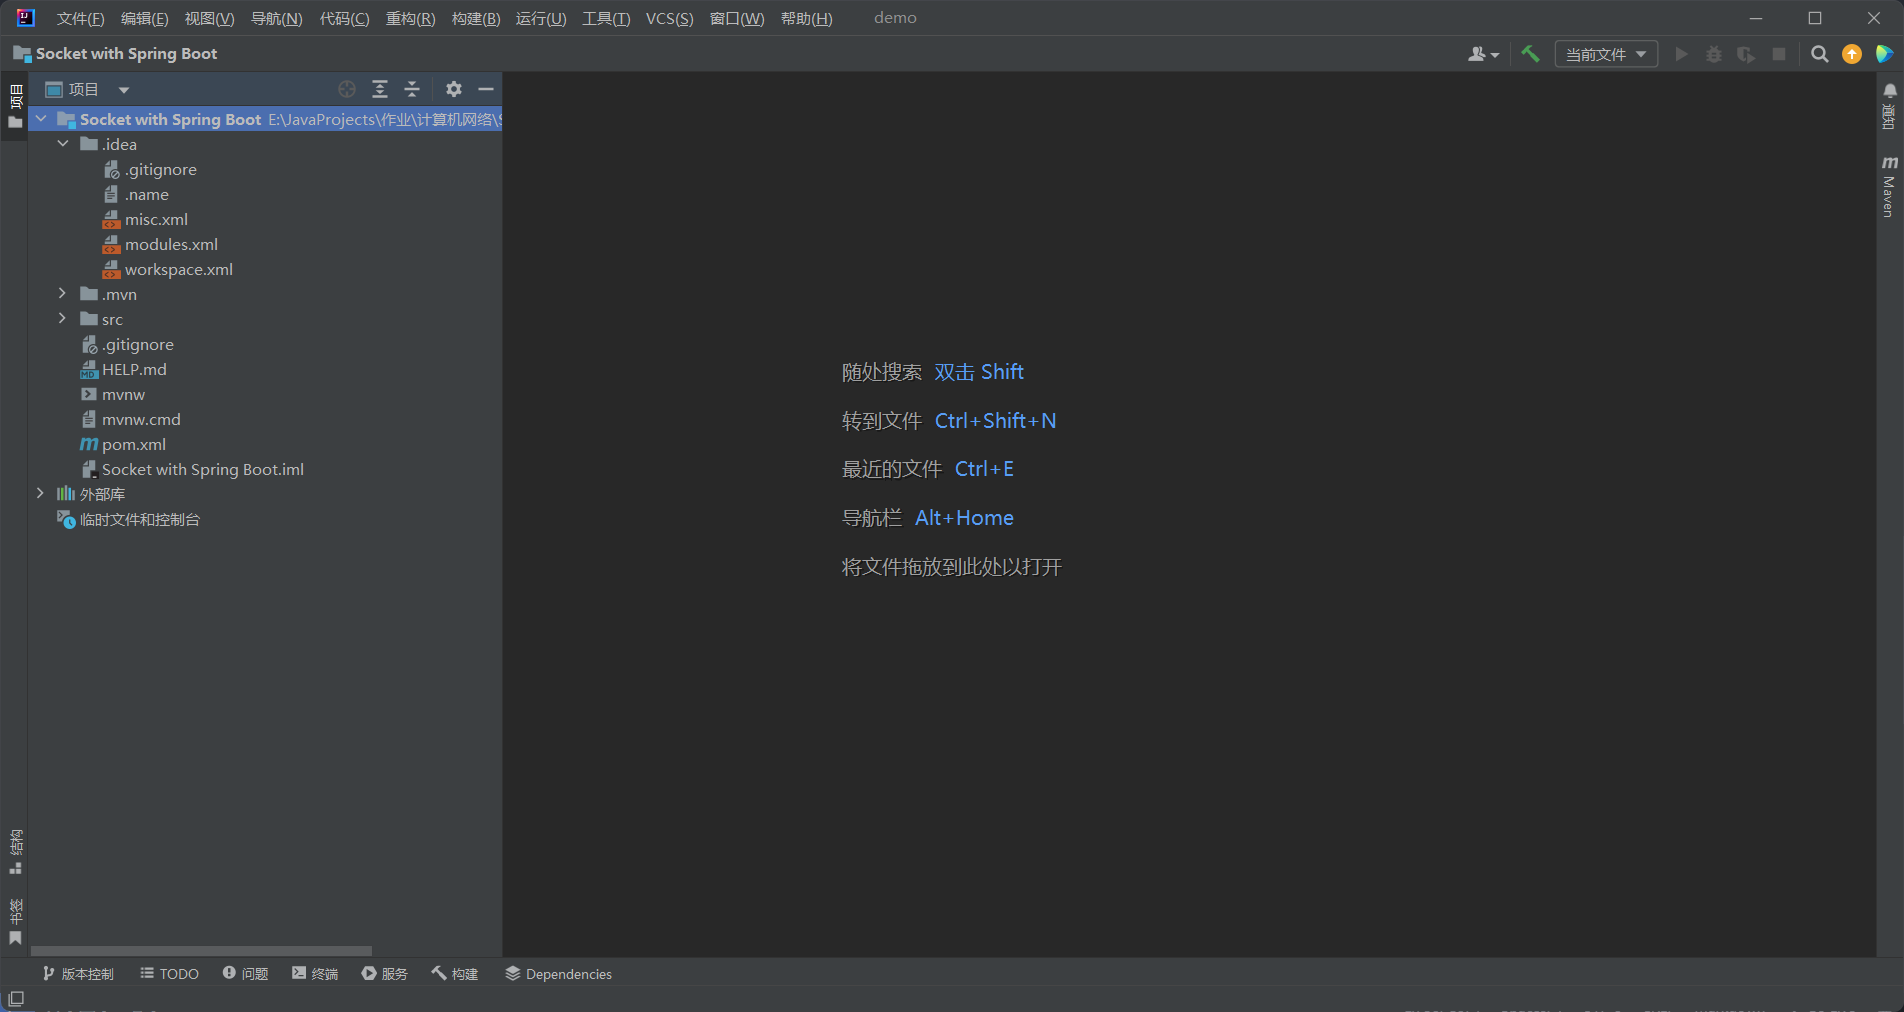 文件(F) 编辑(E) 视图(V) 导航(N) 代码(C) 重构(R) 构建(B) 运行(U) 工具(T) VCS(S) 窗口(W) 帮助(H) demo
Socket with Spring Boot
当前文件
项目
项目
Socket with Spring Boot E:\JavaProjects\作业\计算机网络\
.idea
.gitignore
.name
misc.xml
modules.xml
workspace.xml
.mvn
src
.gitignore
HELP.md
mvnw
mvnw.cmd
pom.xml
Socket with Spring Boot.iml
外部库
临时文件和控制台
随处搜索 双击 Shift
转到文件 Ctrl+Shift+N
最近的文件 Ctrl+E
导航栏 Alt+Home
将文件拖放到此处以打开
通知
Maven
结构
书签
版本控制 TODO 问题 终端 服务 构建 Dependencies